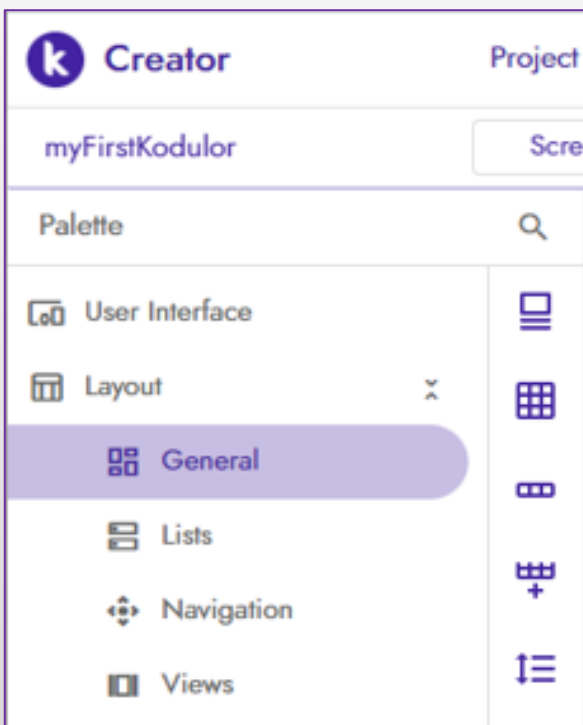 Creator
Project
myFirstKodulor
Scre
Palette
User Interface
Layout
General
Lists
Navigation
Views